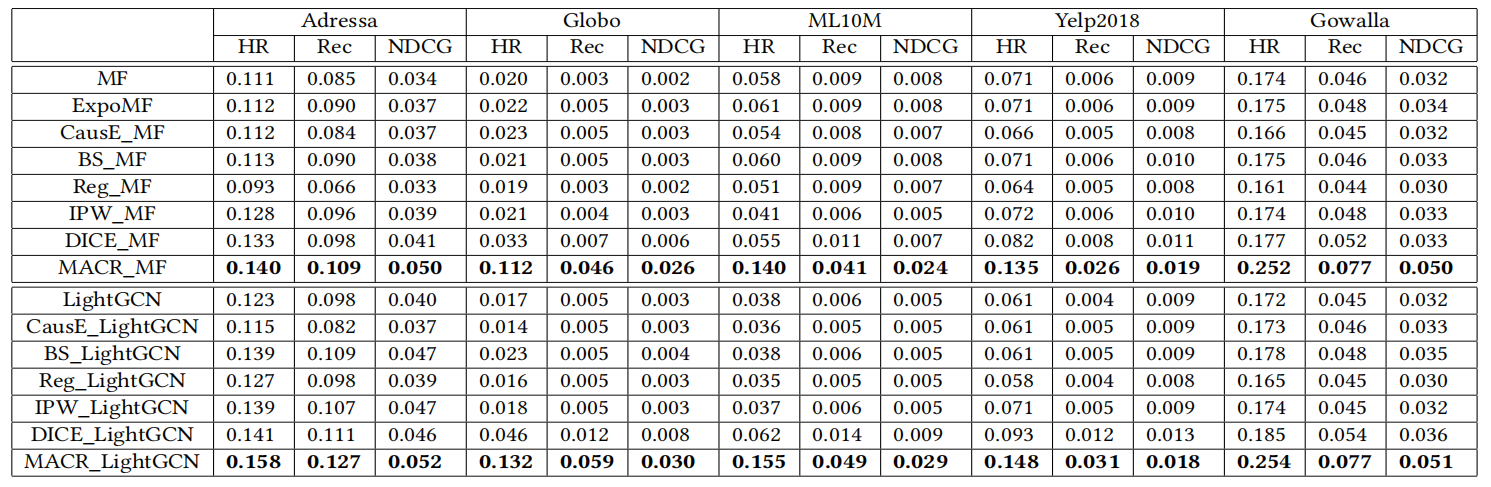 Adressa Globo ML10M Yelp2018 Gowalla
HR Rec NDCG HR Rec NDCG HR Rec NDCG HR Rec NDCG HR Rec NDCG
MF 0.111 0.085 0.034 0.020 0.003 0.002 0.058 0.009 0.008 0.071 0.006 0.009 0.174 0.046 0.032
ExpoMF 0.112 0.090 0.037 0.022 0.005 0.003 0.061 0.009 0.008 0.071 0.006 0.009 0.175 0.048 0.034
CausE_MF 0.112 0.084 0.037 0.023 0.005 0.003 0.054 0.008 0.007 0.066 0.005 0.008 0.166 0.045 0.032
BS_MF 0.113 0.090 0.038 0.021 0.005 0.003 0.060 0.009 0.008 0.071 0.006 0.010 0.175 0.046 0.033
Reg_MF 0.093 0.066 0.033 0.019 0.003 0.002 0.051 0.009 0.007 0.064 0.005 0.008 0.161 0.044 0.030
IPW_MF 0.128 0.096 0.039 0.021 0.004 0.003 0.041 0.006 0.005 0.072 0.006 0.010 0.174 0.048 0.033
DICE_MF 0.133 0.098 0.041 0.033 0.007 0.006 0.055 0.011 0.007 0.082 0.008 0.011 0.177 0.052 0.033
MACR_MF 0.140 0.109 0.050 0.112 0.046 0.026 0.140 0.041 0.024 0.135 0.026 0.019 0.252 0.077 0.050
LightGCN 0.123 0.098 0.040 0.017 0.005 0.003 0.038 0.006 0.005 0.061 0.004 0.009 0.172 0.045 0.032
CausE_LightGCN 0.115 0.082 0.037 0.014 0.005 0.003 0.036 0.005 0.005 0.061 0.005 0.009 0.173 0.046 0.033
BS_LightGCN 0.139 0.109 0.047 0.023 0.005 0.004 0.038 0.006 0.005 0.061 0.005 0.009 0.178 0.048 0.035
Reg_LightGCN 0.127 0.098 0.039 0.016 0.005 0.003 0.035 0.005 0.005 0.058 0.004 0.008 0.165 0.045 0.030
IPW_LightGCN 0.139 0.107 0.047 0.018 0.005 0.003 0.037 0.006 0.005 0.071 0.005 0.009 0.174 0.045 0.032
DICE_LightGCN 0.141 0.111 0.046 0.046 0.012 0.008 0.062 0.014 0.009 0.093 0.012 0.013 0.185 0.054 0.036
MACR_LightGCN 0.158 0.127 0.052 0.132 0.059 0.030 0.155 0.049 0.029 0.148 0.031 0.018 0.254 0.077 0.051